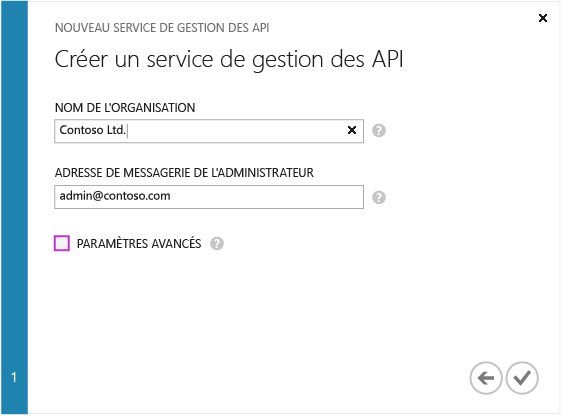 NOUVEAU SERVICE DE GESTION DES API
Créer un service de gestion des API
NOM DE L'ORGANISATION
Contoso Ltd.
?
ADRESSE DE MESSAGERIE DE L'ADMINISTRATEUR
admin@contoso.com
?
PARAMÈTRES AVANCÉS ?
1